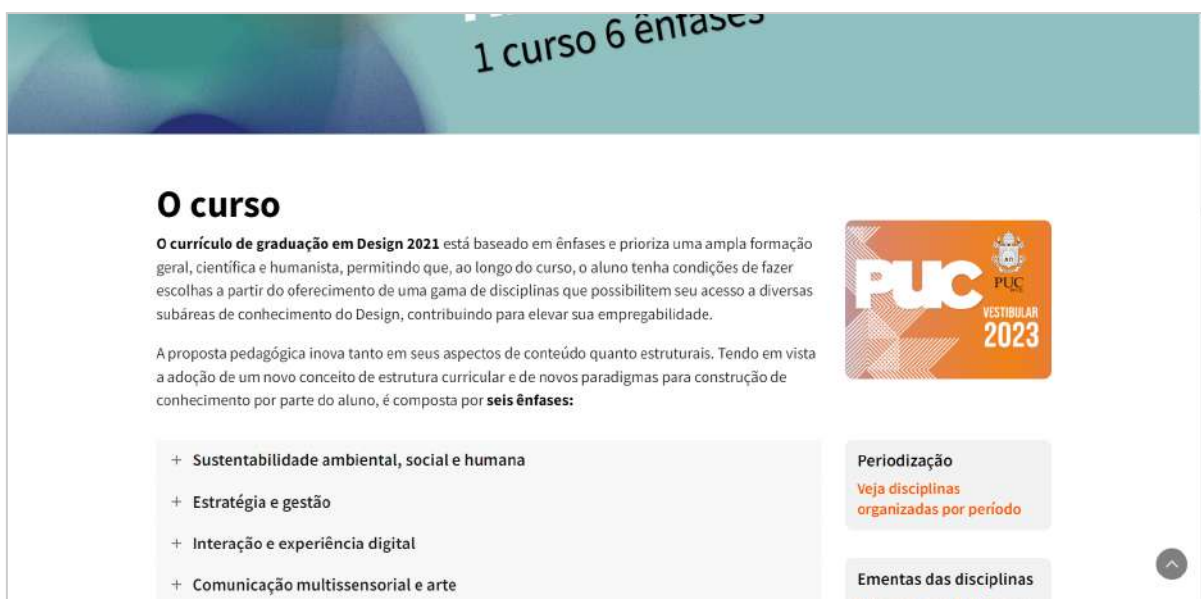 1 curso 6 ênfases
O curso
O currículo de graduação em Design 2021 está baseado em ênfases e prioriza uma ampla formação
geral, científica e humanista, permitindo que, ao longo do curso, o aluno tenha condições de fazer
escolhas a partir do oferecimento de uma gama de disciplinas que possibilitem seu acesso a diversas
subáreas de conhecimento do Design, contribuindo para elevar sua empregabilidade.
A proposta pedagógica inova tanto em seus aspectos de conteúdo quanto estruturais. Tendo em vista
a adoção de um novo conceito de estrutura curricular e de novos paradigmas para construção de
conhecimento por parte do aluno, é composta por seis ênfases:
+ Sustentabilidade ambiental, social e humana
+ Estratégia e gestão
+ Interação e experiência digital
+ Comunicação multissensorial e arte
PUC
PUC
VESTIBULAR
2023
Periodização
Veja disciplinas
organizadas por período
Ementas das disciplinas